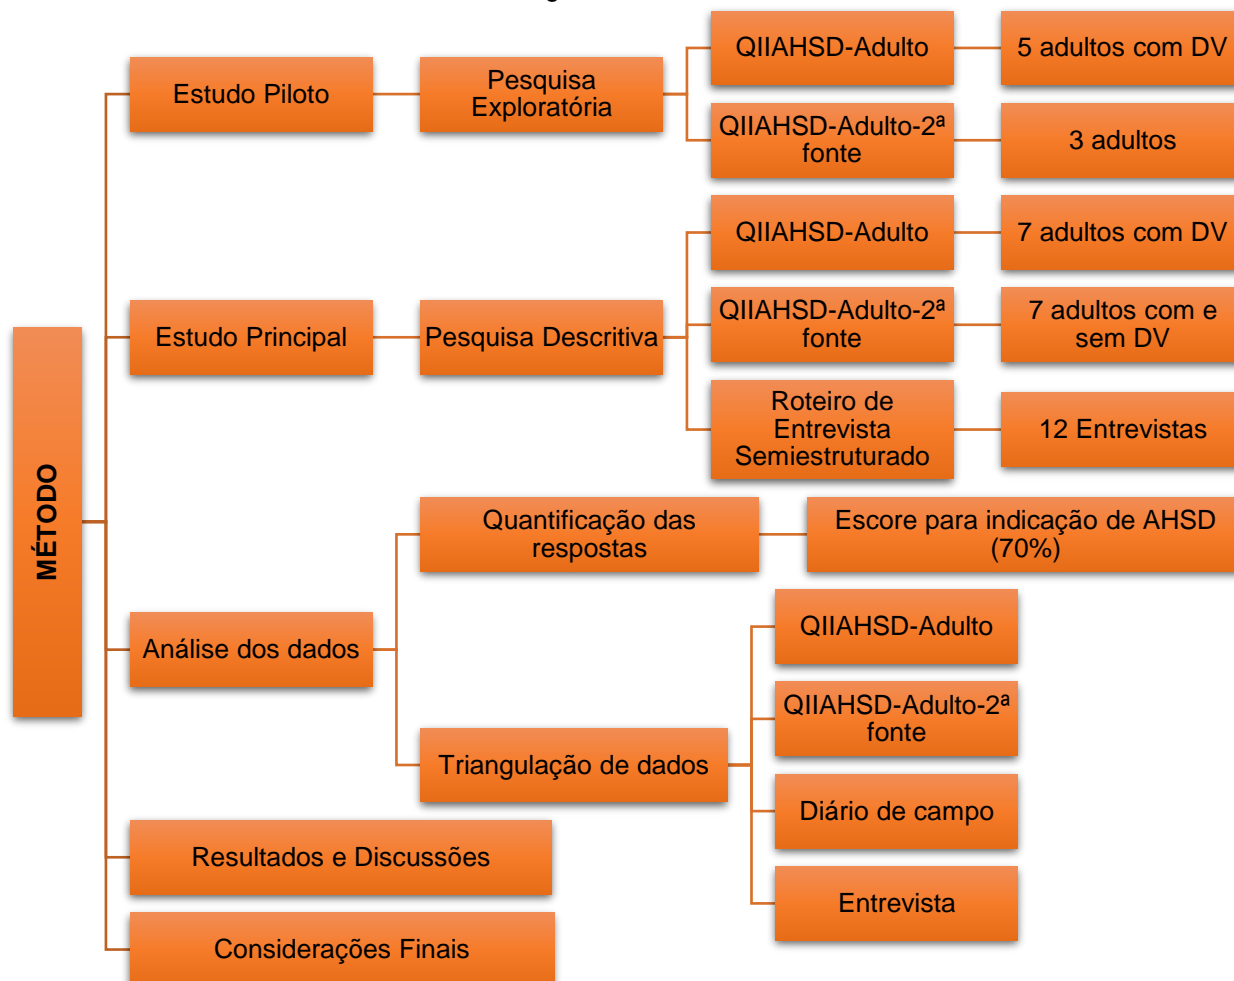 MÉTODO
Estudo Piloto
Pesquisa
Exploratória
QIIAHSD-Adulto
5 adultos com DV
QIIAHSD-Adulto-2ª
fonte
3 adultos
Estudo Principal
Pesquisa Descritiva
QIIAHSD-Adulto
7 adultos com DV
QIIAHSD-Adulto-2ª
fonte
7 adultos com e
sem DV
Roteiro de
Entrevista
Semiestruturado
12 Entrevistas
Análise dos dados
Quantificação das
respostas
Escore para indicação de AHSD
(70%)
Triangulação de dados
QIIAHSD-Adulto
QIIAHSD-Adulto-2ª
fonte
Diário de campo
Entrevista
Resultados e Discussões
Considerações Finais